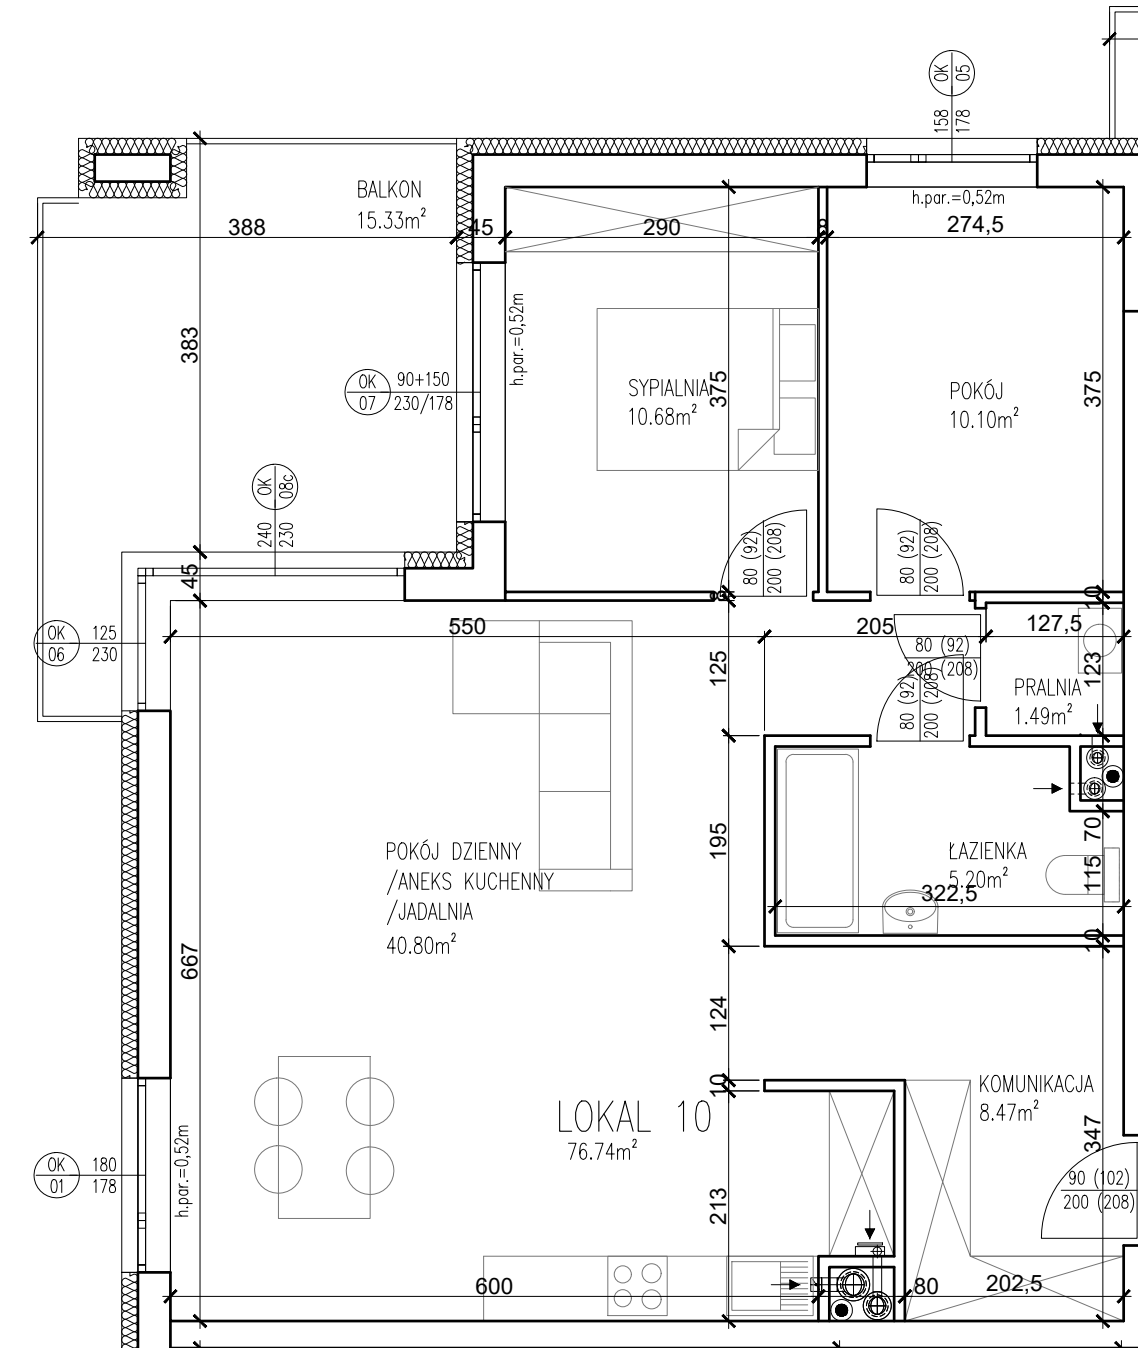 OK
05
158
178
h.par.=0,52m
BALKON
15.33m²
388
45
290
8
274,5
383
h.par.=0,52m
OK
07
90+150
230/178
SYPIALNIA
10.68m²
375
POKÓJ
10.10m²
375
OK
08c
240
230
80 (92)
200 (208)
80 (92)
200 (208)
45
10
OK
06
125
230
550
205
127,5
125
80 (92)
200 (208)
80 (92)
200 (208)
123
PRALNIA
1.49m²
195
70
115
ŁAZIENKA
5.20m²
322,5
10
POKÓJ DZIENNY
/ANEKS KUCHENNY
/JADALNIA
40.80m²
667
124
10
KOMUNIKACJA
8.47m²
347
LOKAL 10
76.74m²
OK
01
180
178
h.par.=0,52m
213
90 (102)
200 (208)
600
80
202,5